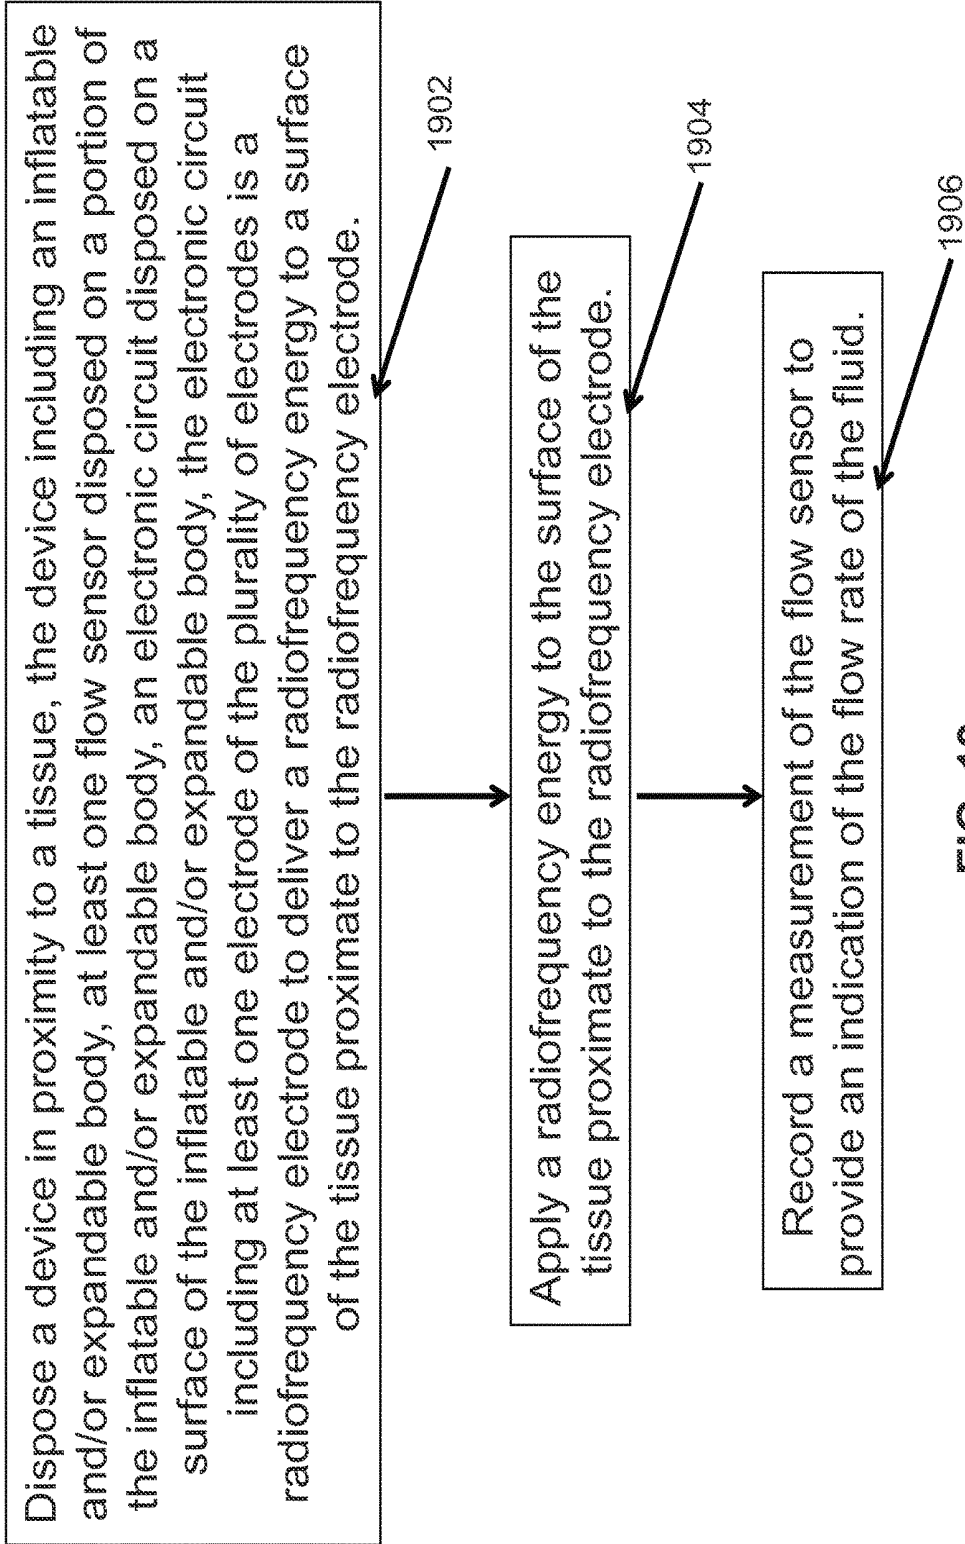 Dispose a device in proximity to a tissue, the device including an inflatable
and/or expandable body, at least one flow sensor disposed on a portion of
the inflatable and/or expandable body, an electronic circuit disposed on a
surface of the inflatable and/or expandable body, the electronic circuit
including at least one electrode of the plurality of electrodes is a
radiofrequency electrode to deliver a radiofrequency energy to a surface
of the tissue proximate to the radiofrequency electrode.
1902
Apply a radiofrequency energy to the surface of the
tissue proximate to the radiofrequency electrode.
1904
Record a measurement of the flow sensor to
provide an indication of the flow rate of the fluid.
1906